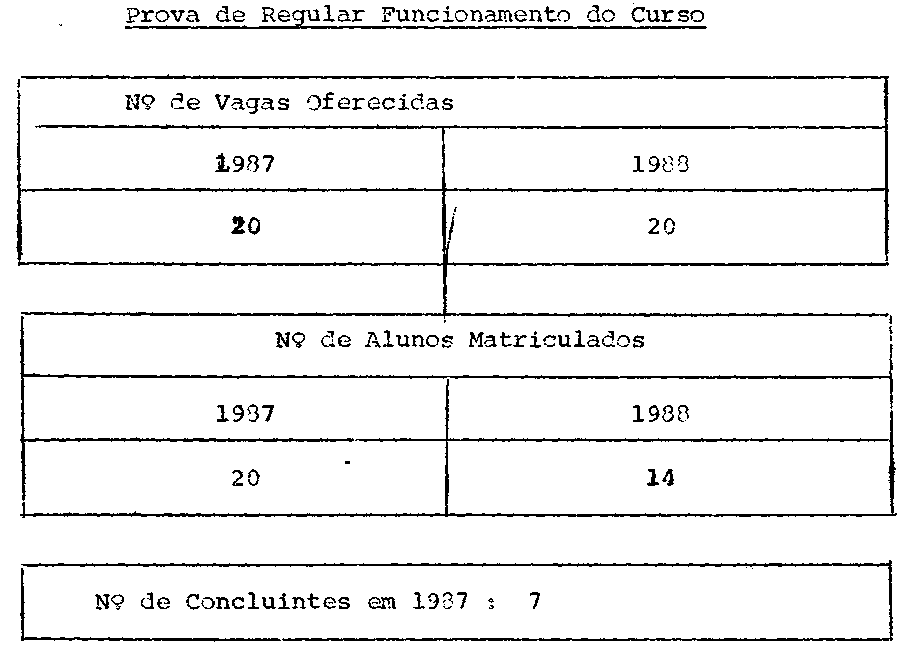 Prova de Regular Funcionamento do Curso
Nº de Vagas Oferecidas
1987 1988
20 20
Nº de Alunos Matriculados
1987 1988
20 14
Nº de Concluintes em 1987 : 7